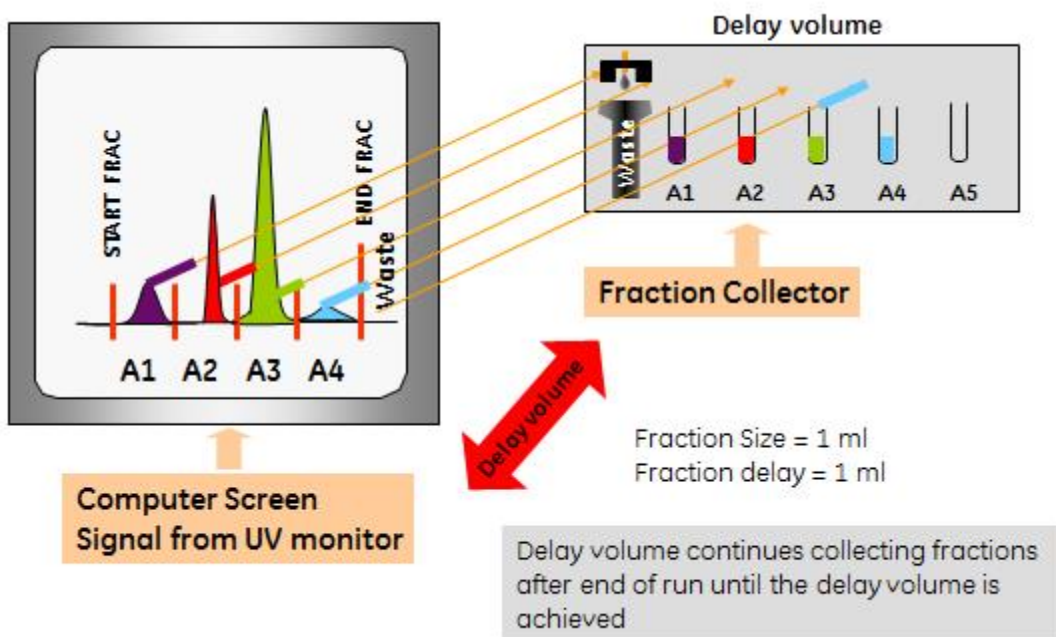 Delay volume
START FRAC
END FRAC
Waste
A1 A2 A3 A4
Waste
A1 A2 A3 A4 A5
Fraction Collector
Delay volume
Computer Screen
Signal from UV monitor
Fraction Size = 1 ml
Fraction delay = 1 ml
Delay volume continues collecting fractions
after end of run until the delay volume is
achieved